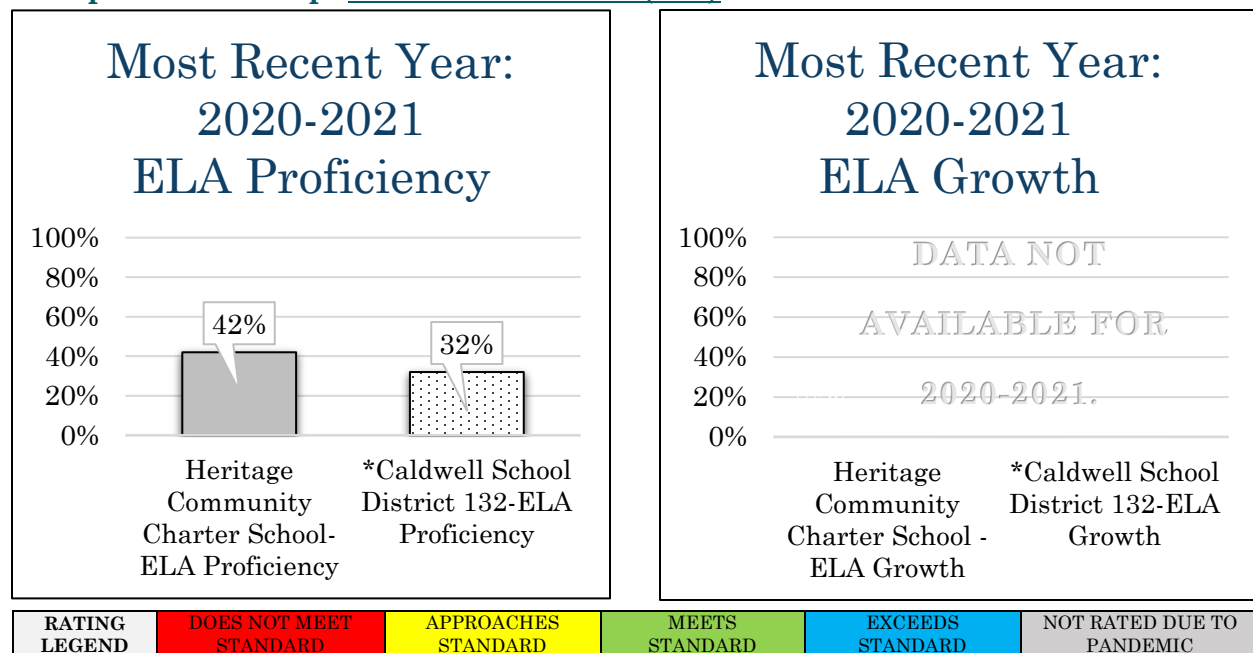 Most Recent Year:
2020-2021
ELA Proficiency
100%
80%
60%
40%
20%
0%
42%
32%
Heritage
Community
Charter School-
ELA Proficiency
*Caldwell School
District 132-ELA
Proficiency
Most Recent Year:
2020-2021
ELA Growth
100%
80%
60%
40%
20%
0%
DATA NOT
AVAILABLE FOR
2020-2021.
Heritage
Community
Charter School -
ELA Growth
*Caldwell School
District 132-ELA
Growth
RATING
LEGEND
DOES NOT MEET
STANDARD
APPROACHES
STANDARD
MEETS
STANDARD
EXCEEDS
STANDARD
NOT RATED DUE TO
PANDEMIC